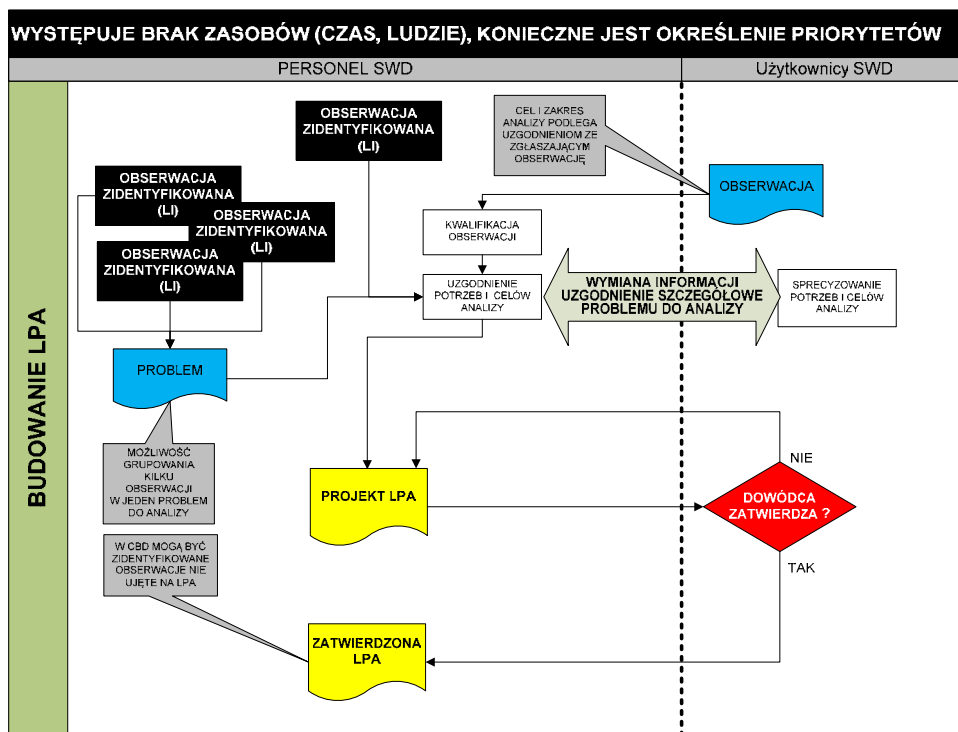 WYSTĘPUJE BRAK ZASOBÓW (CZAS, LUDZIE), KONIECZNE JEST OKREŚLENIE PRIORYTETÓW
PERSONEL SWD
Użytkownicy SWD
BUDOWANIE LPA
OBSERWACJA
ZIDENTYFIKOWANA
(LI)
CEL I ZAKRES
ANALIZY PODLEGA
UZGODNIENIOM ZE
ZGŁASZAJĄCYM
OBSERWACJĘ
OBSERWACJA
ZIDENTYFIKOWANA
(LI)
OBSERWACJA
OBSERWACJA
ZIDENTYFIKOWANA
(LI)
KWALIFIKACJA
OBSERWACJI
OBSERWACJA
ZIDENTYFIKOWANA
(LI)
UZGODNIENIE
POTRZEB I CELÓW
ANALIZY
WYMIANA INFORMACJI
UZGODNIENIE SZCZEGÓŁOWE
PROBLEMU DO ANALIZY
SPRECYZOWANIE
POTRZEB I CELÓW
ANALIZY
PROBLEM
MOŻLIWOŚĆ
GRUPOWANIA
KILKU
OBSERWACJI
W JEDEN PROBLEM
DO ANALIZY
PROJEKT LPA
NIE
DOWÓDCA
ZATWIERDZA ?
TAK
W CBD MOGĄ BYĆ
ZIDENTYFIKOWANE
OBSERWACJE NIE
UJĘTE NA LPA
ZATWIERDZONA
LPA